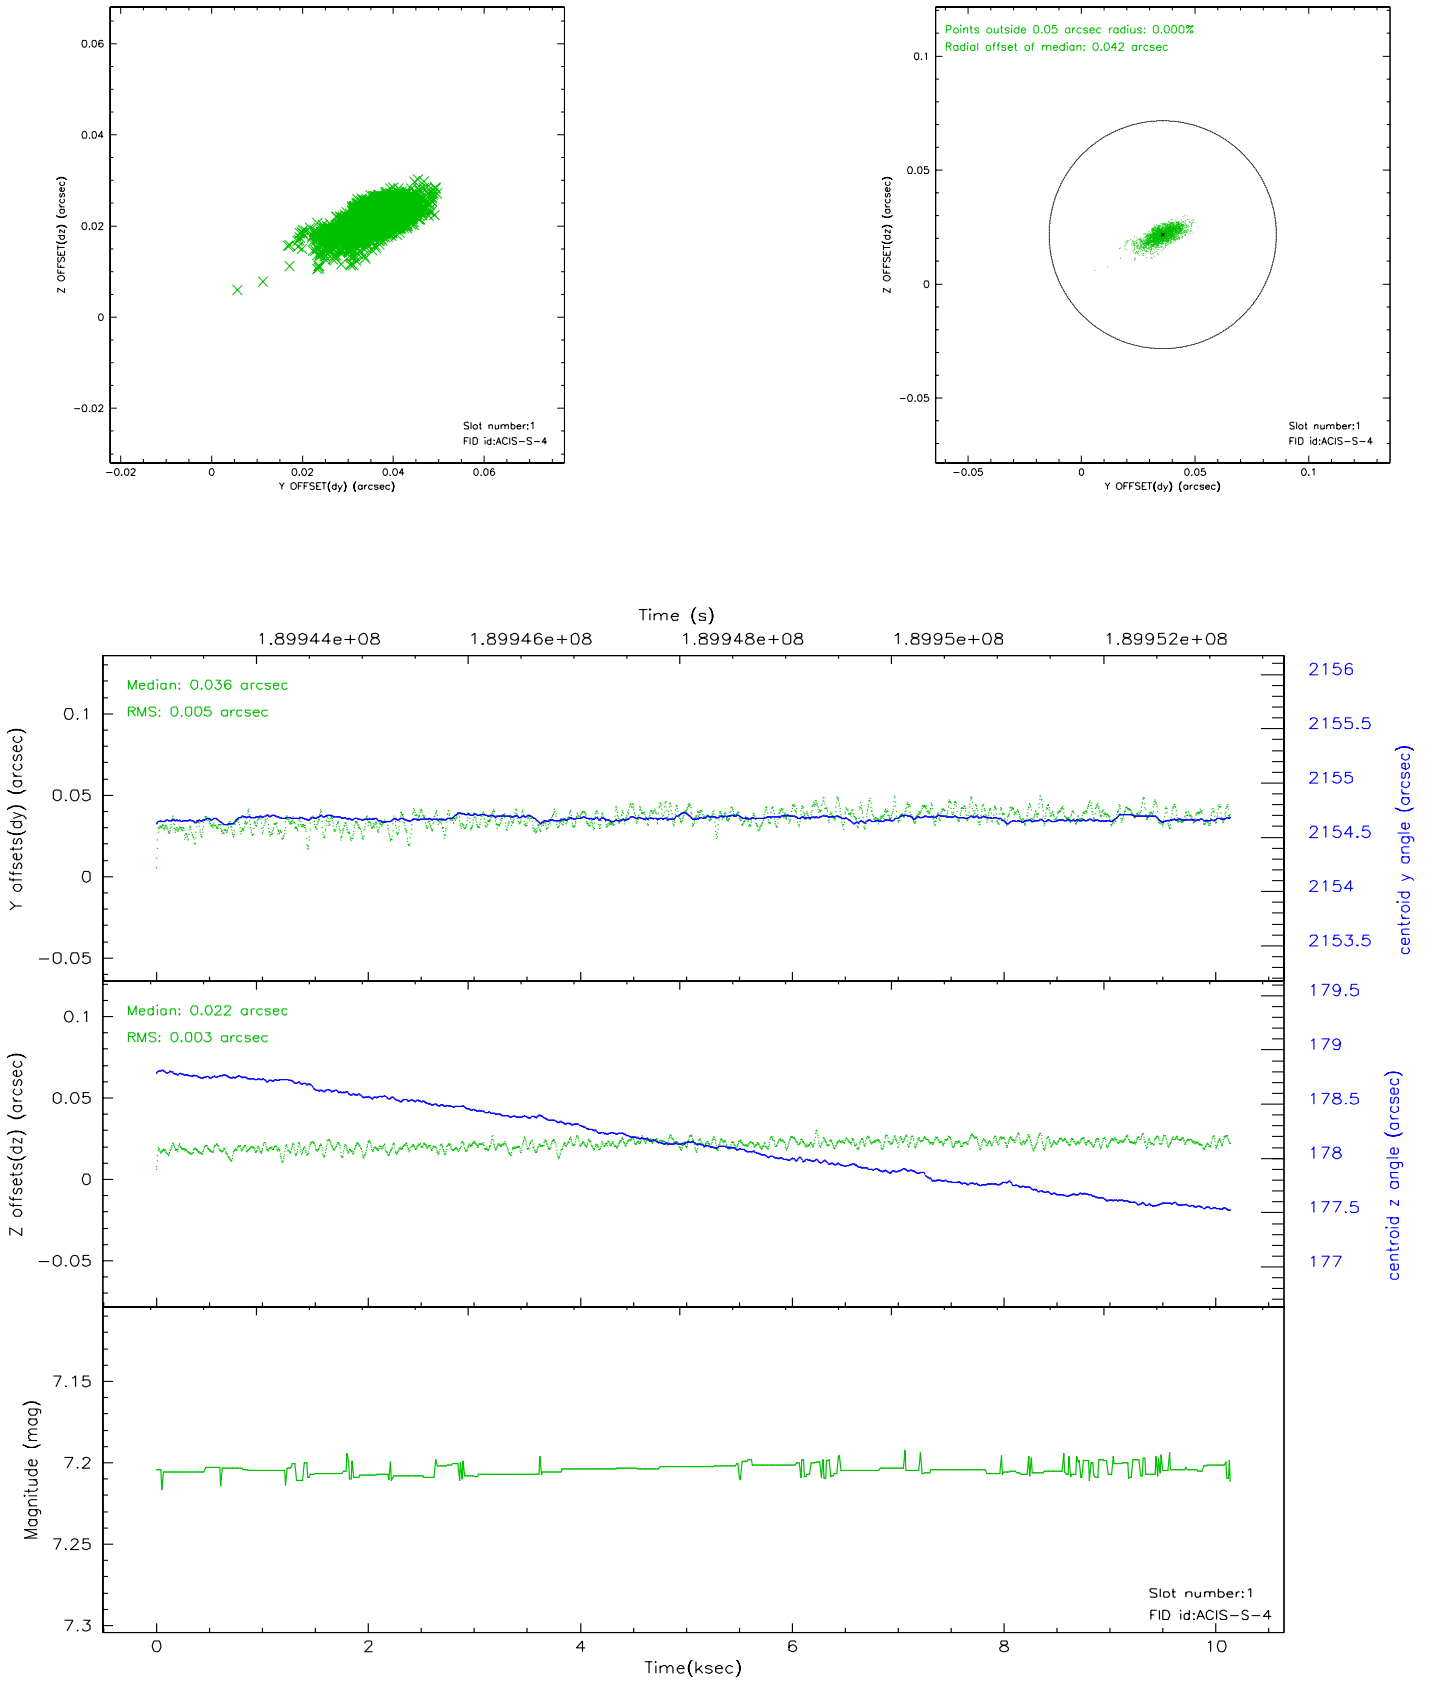 0.06
0.04
0.02
0
-0.02
Z OFFSET(dz) (arcsec)
Slot number:1
FID id:ACIS-S-4
-0.02 0 0.02 0.04 0.06
Y OFFSET(dy) (arcsec)
Points outside 0.05 arcsec radius: 0.000%
Radial offset of median: 0.042 arcsec
0.1
0.05
0
-0.05
Z OFFSET(dz) (arcsec)
Slot number:1
FID id:ACIS-S-4
-0.05 0 0.05 0.1
Y OFFSET(dy) (arcsec)
Time (s)
1.89944e+08 1.89946e+08 1.89948e+08 1.8995e+08 1.89952e+08
Median: 0.036 arcsec
RMS: 0.005 arcsec
0.1
0.05
0
-0.05
Y offsets(dy) (arcsec)
2156
2155.5
2155
2154.5
2154
2153.5
centroid y angle (arcsec)
Median: 0.022 arcsec
RMS: 0.003 arcsec
0.1
0.05
0
-0.05
Z offsets(dz) (arcsec)
179.5
179
178.5
178
177.5
177
centroid z angle (arcsec)
7.15
7.2
7.25
7.3
Magnitude (mag)
Slot number:1
FID id:ACIS-S-4
0 2 4 6 8 10
Time(ksec)